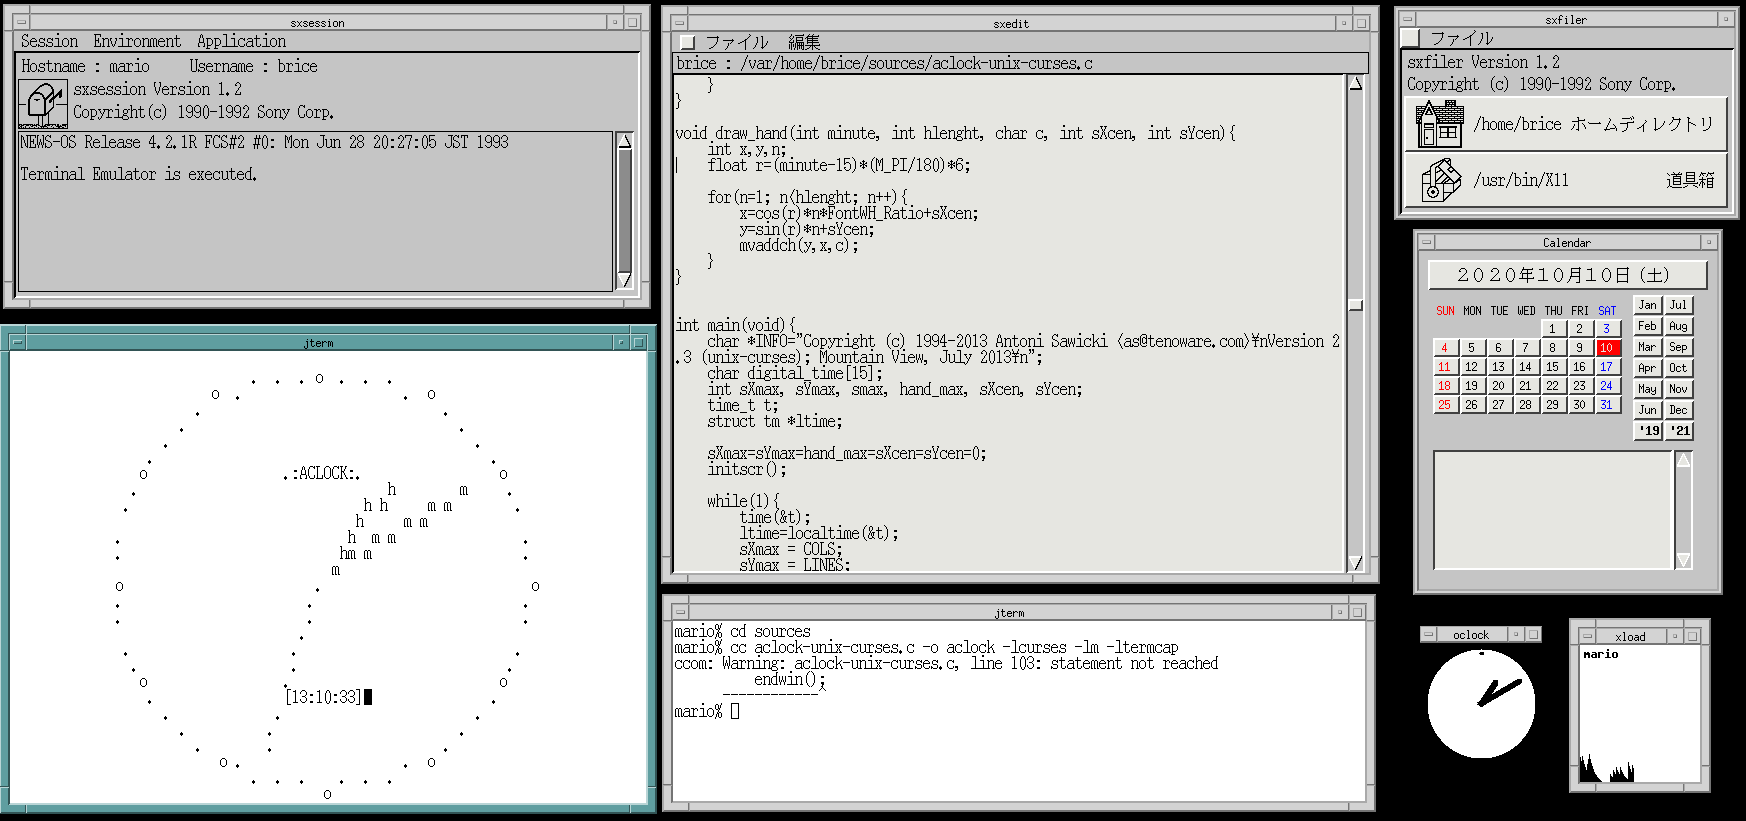 sxsession
Session Environment Application
Hostname : mario Username : brice
sxsession Version 1.2
Copyright(c) 1990-1992 Sony Corp.
NEWS-OS Release 4.2.1R FCS#2 #0: Mon Jun 28 20:27:05 JST 1993
Terminal Emulator is executed.
jterm
.:ACLOCK:.
h m
h h m m
h m m
h m m
hm m
m
[13:10:33]
sxedit
ファイル 編集
brice : /var/home/brice/sources/aclock-unix-curses.c
}
}
void draw_hand(int minute, int hlenght, char c, int sXcen, int sYcen){
int x,y,n;
float r=(minute-15)*(M_PI/180)*6;
for(n=1; n<hlenght; n++){
x=cos(r)*n*FontWH_Ratio+sXcen;
y=sin(r)*n+sYcen;
mvaddch(y,x,c);
}
}
int main(void){
char *INFO="Copyright (c) 1994-2013 Antoni Sawicki <as@tenoware.com>¥nVersion 2
.3 (unix-curses); Mountain View, July 2013¥n";
char digital_time[15];
int sXmax, sYmax, smax, hand_max, sXcen, sYcen;
time_t t;
struct tm *ltime;
sXmax=sYmax=hand_max=sXcen=sYcen=0;
initscr();
while(1){
time(&t);
ltime=localtime(&t);
sXmax = COLS;
sYmax = LINES;
jterm
mario% cd sources
mario% cc aclock-unix-curses.c -o aclock -lcurses -lm -ltermcap
ccom: Warning: aclock-unix-curses.c, line 103: statement not reached
endwin();
------------^
mario%
sxfiler
ファイル
sxfiler Version 1.2
Copyright (c) 1990-1992 Sony Corp.
/home/brice ホームディレクトリ
/usr/bin/X11 道具箱
Calendar
2020年10月10日 (土)
SUN MON TUE WED THU FRI SAT
1 2 3
4 5 6 7 8 9 10
11 12 13 14 15 16 17
18 19 20 21 22 23 24
25 26 27 28 29 30 31
Jan Jul
Feb Aug
Mar Sep
Apr Oct
May Nov
Jun Dec
'19 '21
oclock
xload
mario